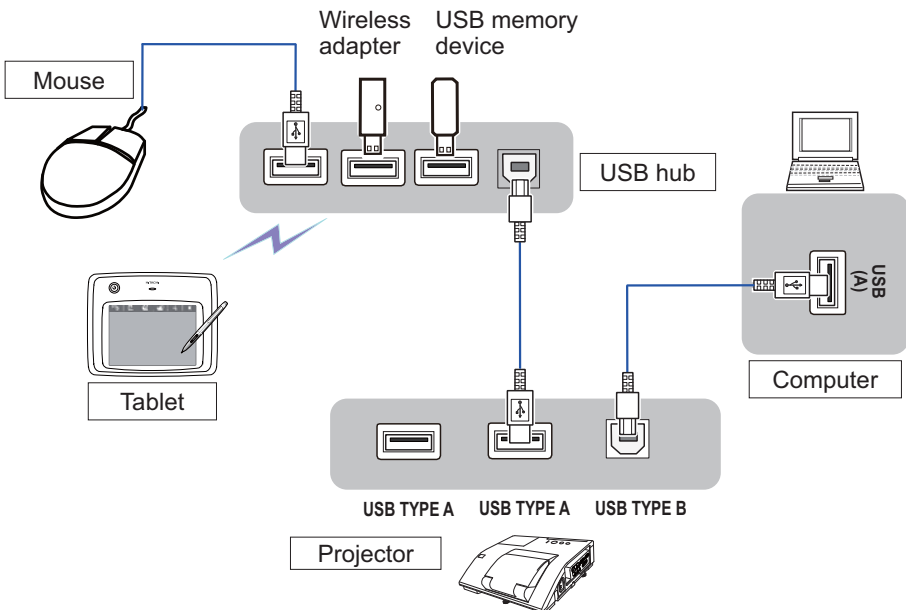 Wireless adapter
USB memory device
Mouse
USB hub
USB (A)
Tablet
Computer
USB TYPE A
USB TYPE A
USB TYPE B
Projector